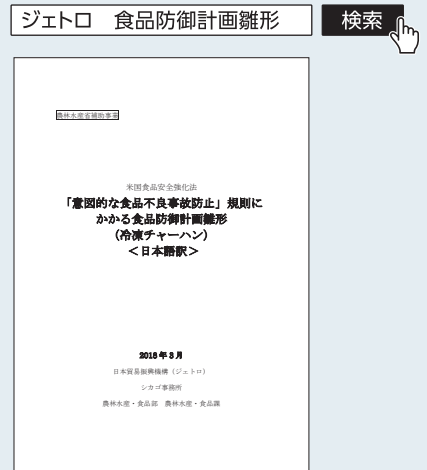 ジェトロ　食品防御計画雛形
検索
農林水産省補助事業
米国食品安全強化法
「意図的な食品不良事故防止」規則に
かかる食品防御計画雛形
（冷凍チャーハン）
＜日本語訳＞
2018 年 3 月
日本貿易振興機構（ジェトロ）
シカゴ事務所
農林水産・食品部　農林水産・食品課